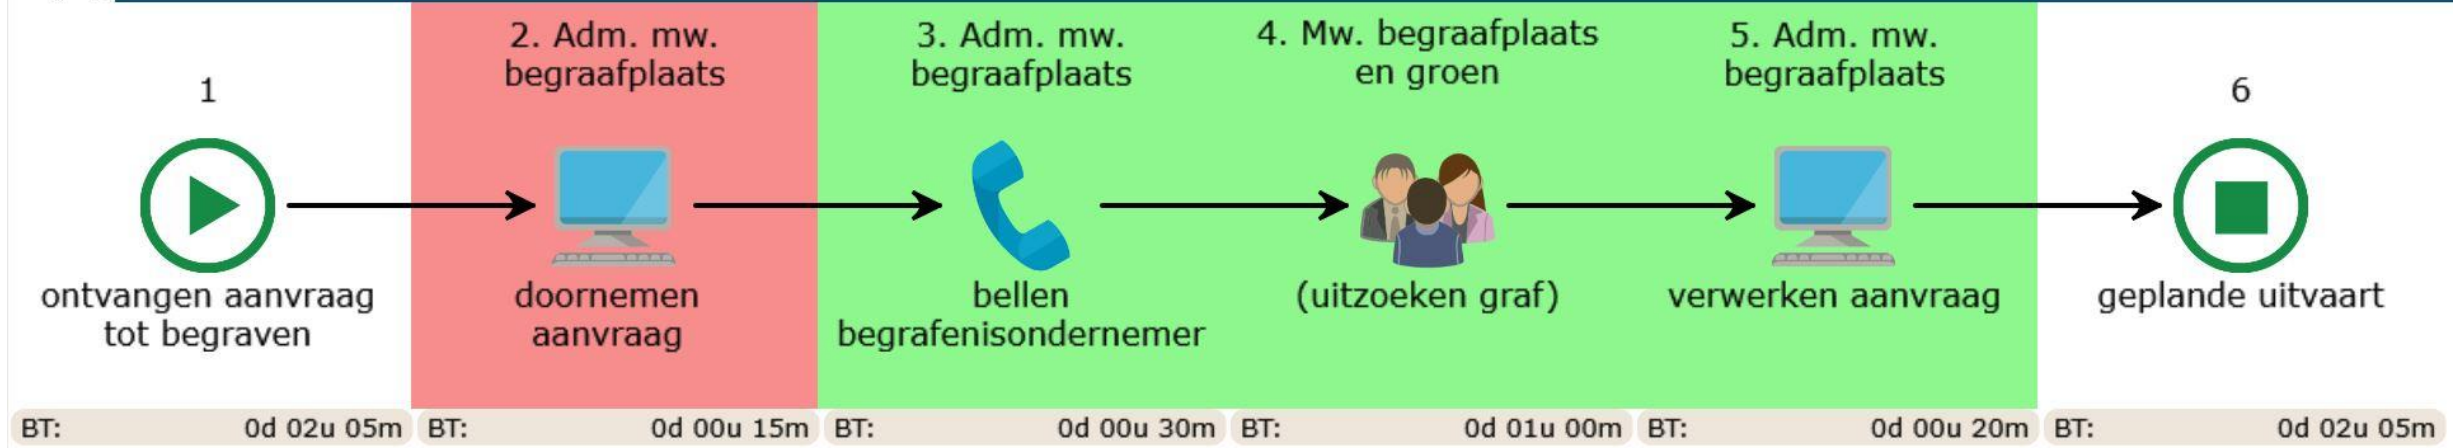 1
ontvangen aanvraag
tot begraven
BT: 0d 02u 05m
2. Adm. mw.
begraafplaats
doornemen
aanvraag
BT: 0d 00u 15m
3. Adm. mw.
begraafplaats
bellen
begrafenisondernemer
BT: 0d 00u 30m
4. Mw. begraafplaats
en groen
(uitzoeken graf)
BT: 0d 01u 00m
5. Adm. mw.
begraafplaats
verwerken aanvraag
BT: 0d 00u 20m
6
geplande uitvaart
BT: 0d 02u 05m